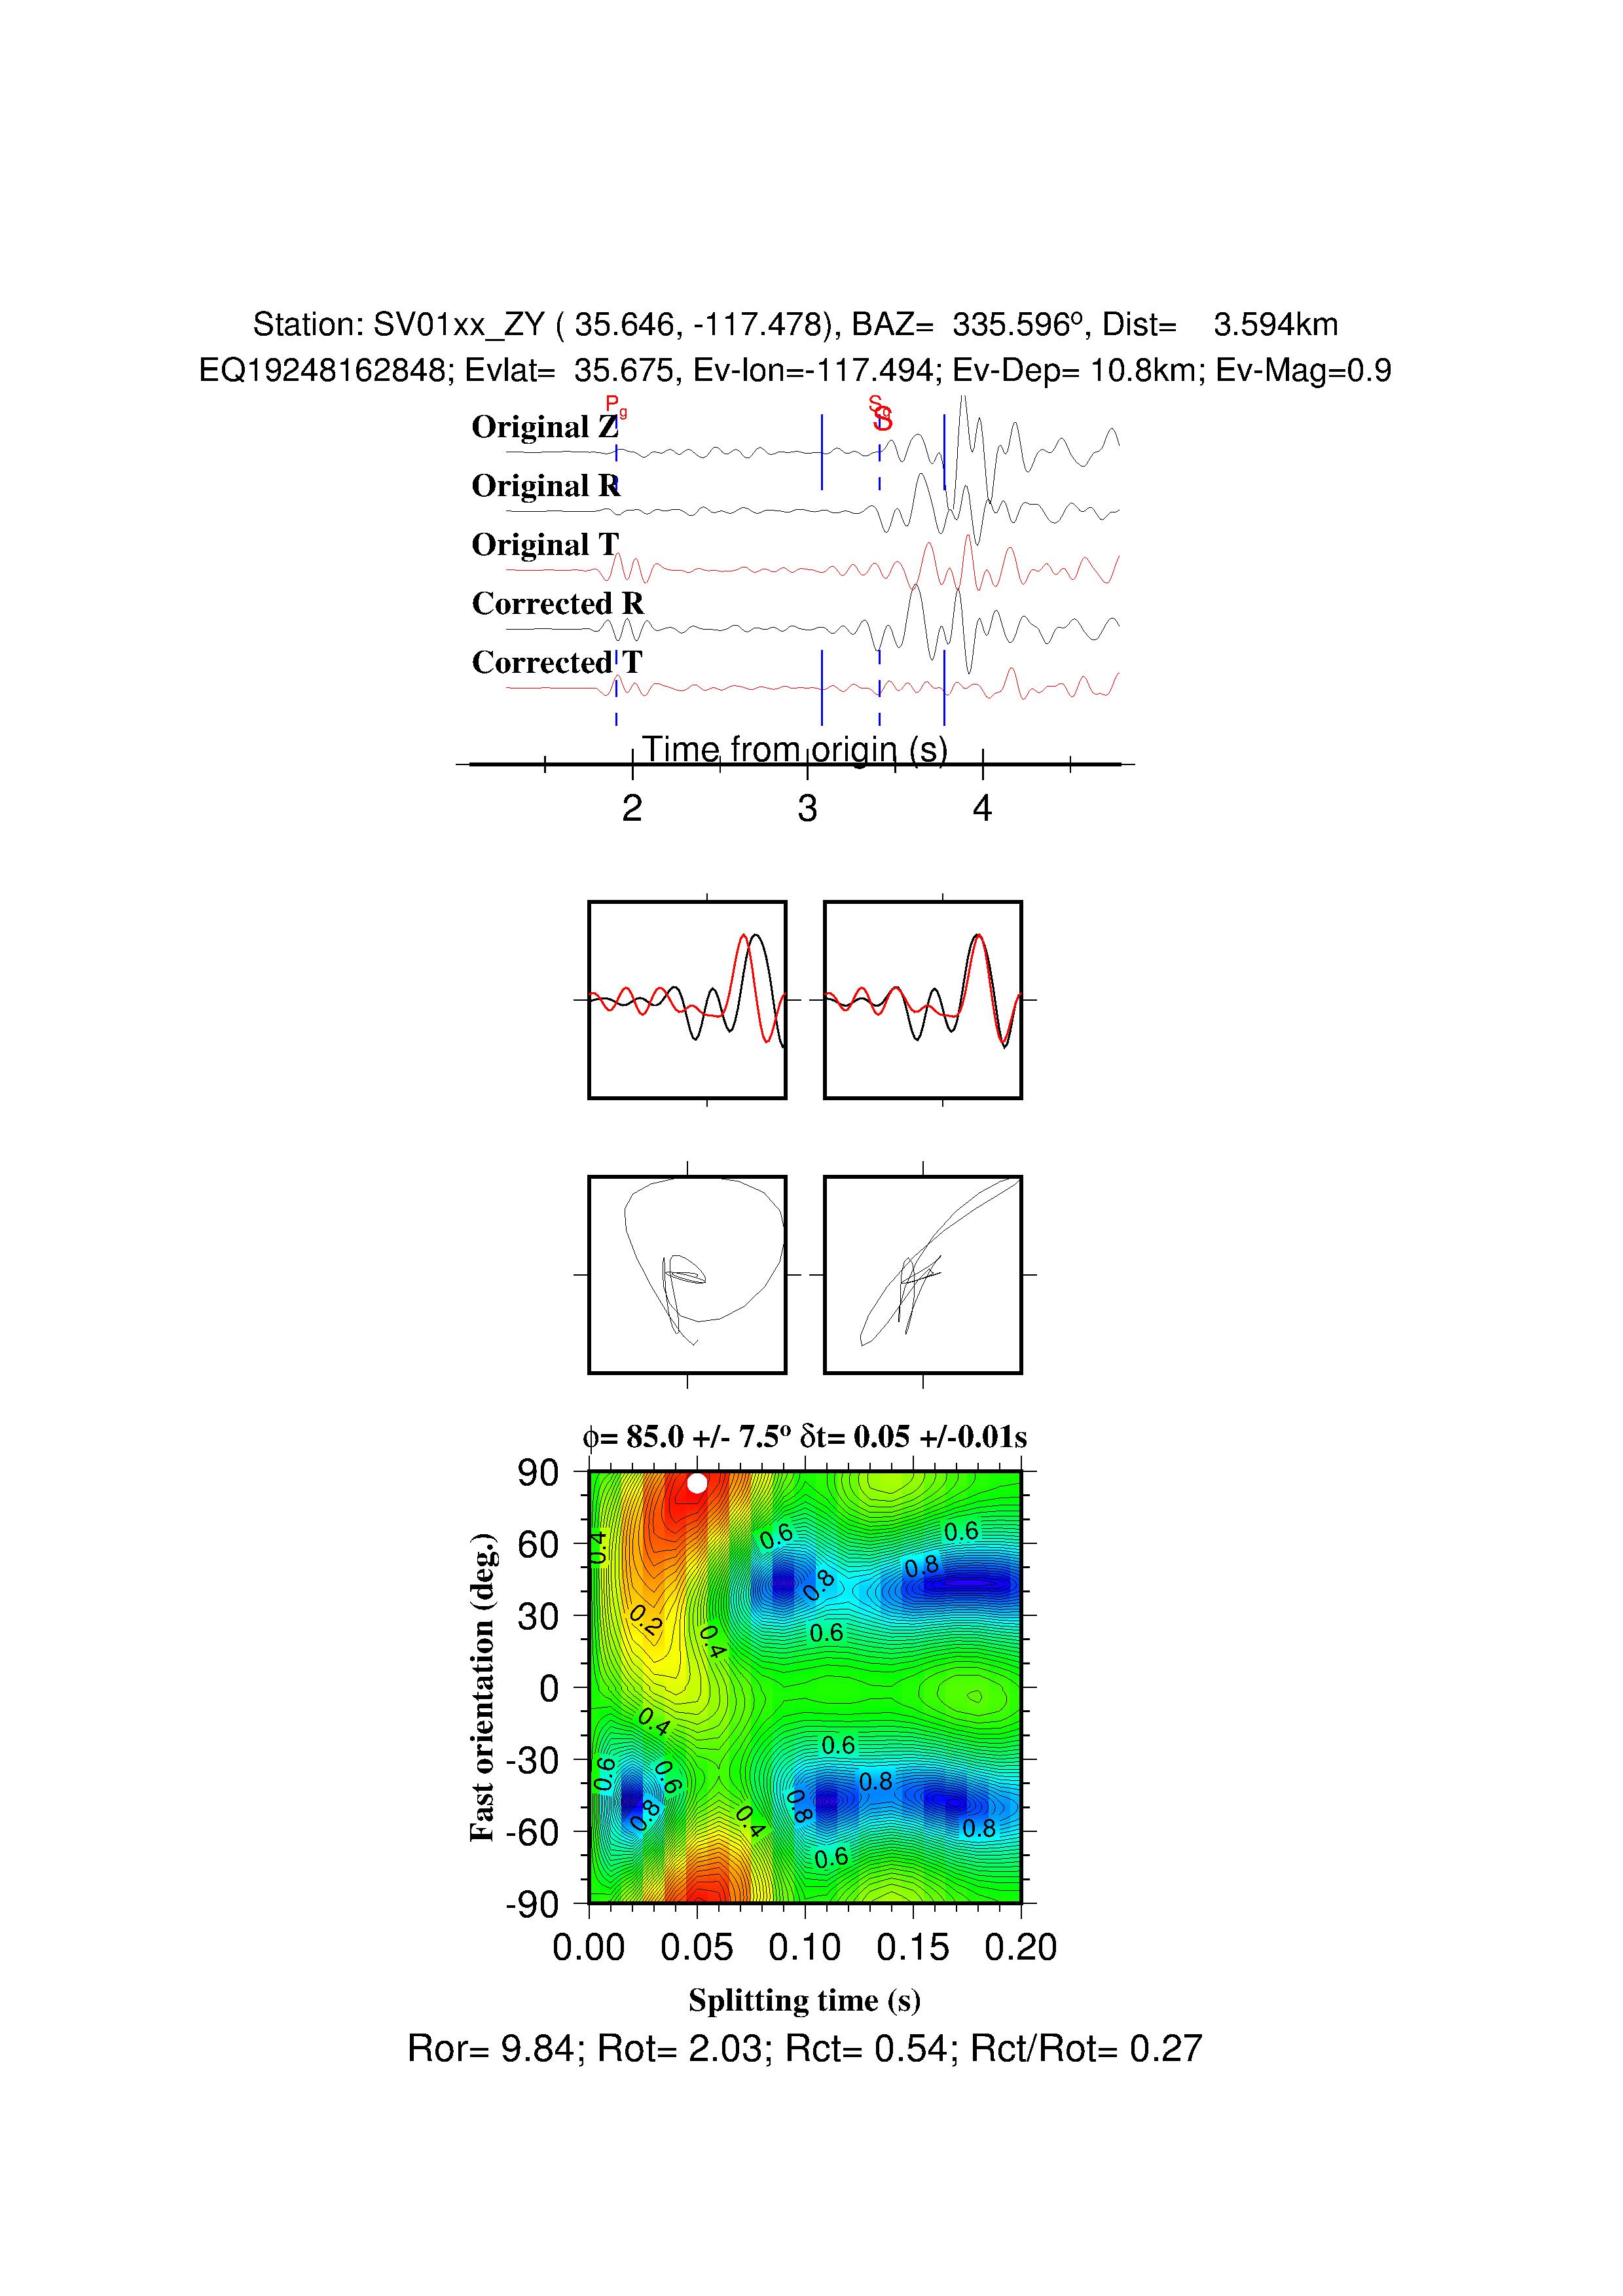 Station: SV01xx_ZY ( 35.646, -117.478), BAZ= 335.596º, Dist= 3.594km
EQ19248162848; Evlat= 35.675, Ev-lon=-117.494; Ev-Dep= 10.8km; Ev-Mag=0.9
Pg Sg
S
Original Z
Original R
Original T
Corrected R
Corrected T
Time from origin (s)
2 3 4
ϕ= 85.0 +/- 7.5º δt= 0.05 +/-0.01s
90
60
30
0
-30
-60
-90
Fast orientation (deg.)
0.4
0.6
0.6
0.8
0.8
0.2
0.4
0.6
0.4
0.6
0.6
0.6
0.8
0.8
0.8
0.4
0.8
0.6
0.00 0.05 0.10 0.15 0.20
Splitting time (s)
Ror= 9.84; Rot= 2.03; Rct= 0.54; Rct/Rot= 0.27